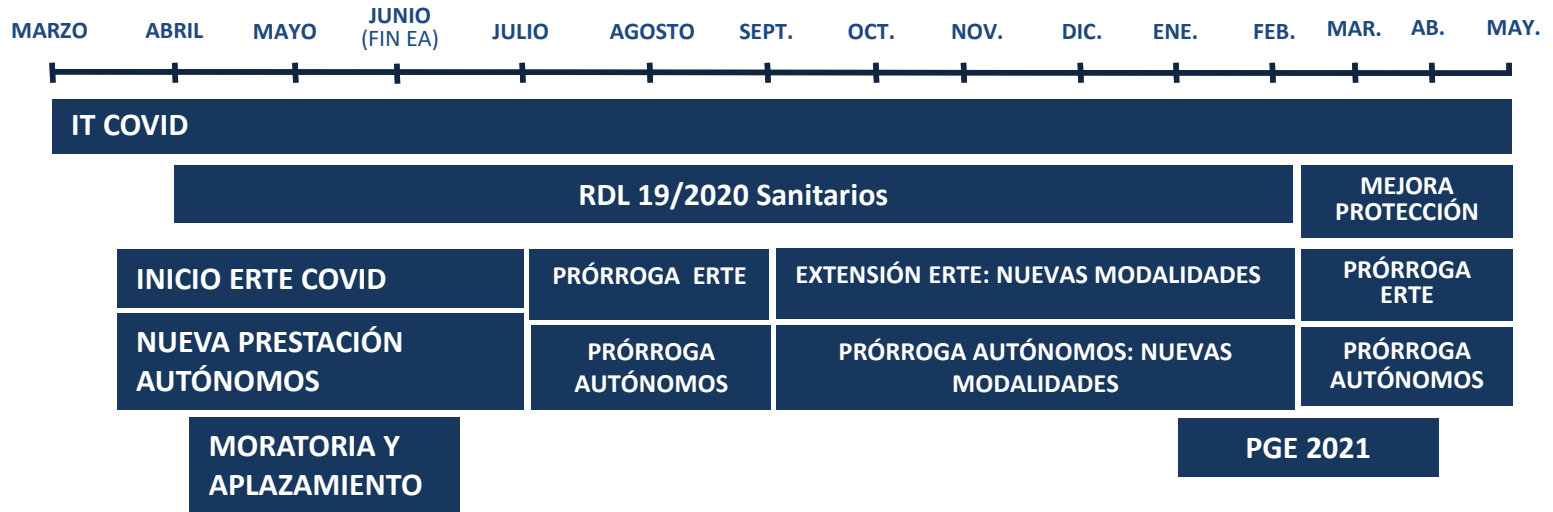 MARZO ABRIL MAYO JUNIO JULIO AGOSTO SEPT. OCT. NOV. DIC. ENE. FEB. MAR. AB. MAY.
(FIN EA)
IT COVID
RDL 19/2020 Sanitarios
MEJORA
PROTECCIÓN
INICIO ERTE COVID
PRÓRROGA ERTE
EXTENSIÓN ERTE: NUEVAS MODALIDADES
PRÓRROGA
ERTE
NUEVA PRESTACIÓN
AUTÓNOMOS
PRÓRROGA
AUTÓNOMOS
PRÓRROGA AUTÓNOMOS: NUEVAS
MODALIDADES
PRÓRROGA
AUTÓNOMOS
MORATORIA Y
APLAZAMIENTO
PGE 2021